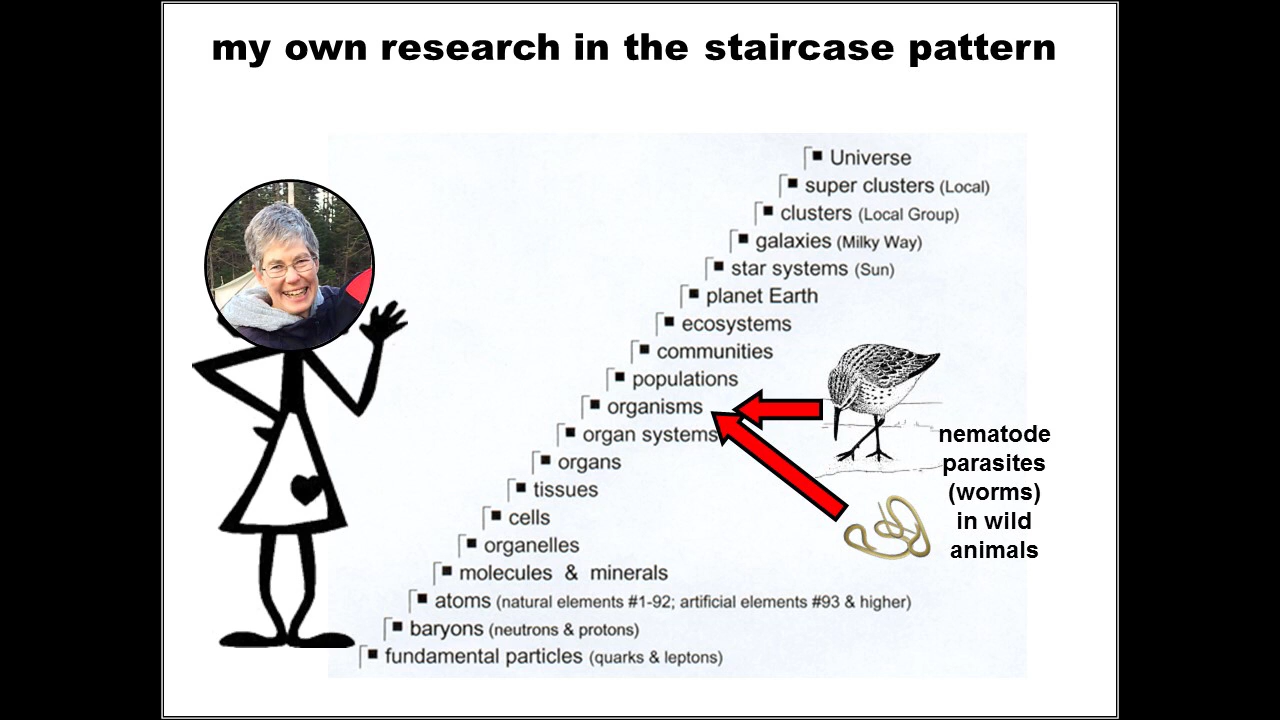 my own research in the staircase pattern
Universe
super clusters (Local)
clusters (Local Group)
galaxies (Milky Way)
star systems (Sun)
planet Earth
ecosystems
communities
populations
organisms
organ systems
organs
tissues
cells
organelles
molecules & minerals
atoms (natural elements #1-92; artificial elements #93 & higher)
baryons (neutrons & protons)
fundamental particles (quarks & leptons)
nematode
parasites
(worms)
in wild
animals